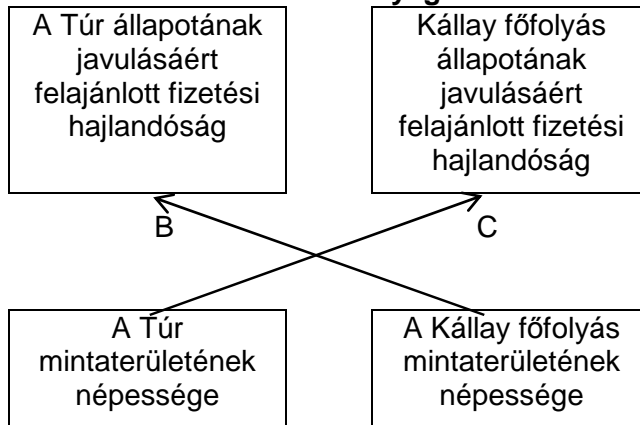 A Túr állapotának
javulásáért
felajánlott fizetési
hajlandóság
Kállay főfolyás
állapotának
javulásáért
felajánlott fizetési
hajlandóság
B
C
A Túr
mintaterületének
népessége
A Kállay főfolyás
mintaterületének
népessége